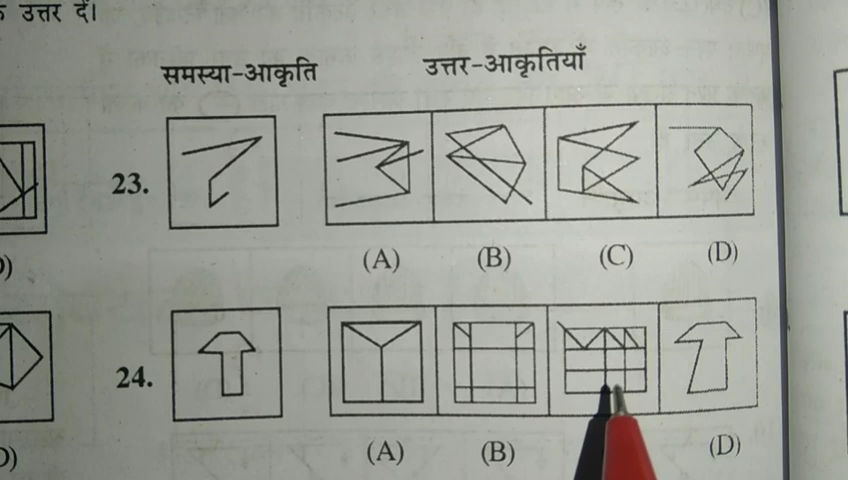 उत्तर दें।
समस्या-आकृति उत्तर-आकृतियाँ
23.
(A) (B) (C) (D)
24.
(A) (B) (D)